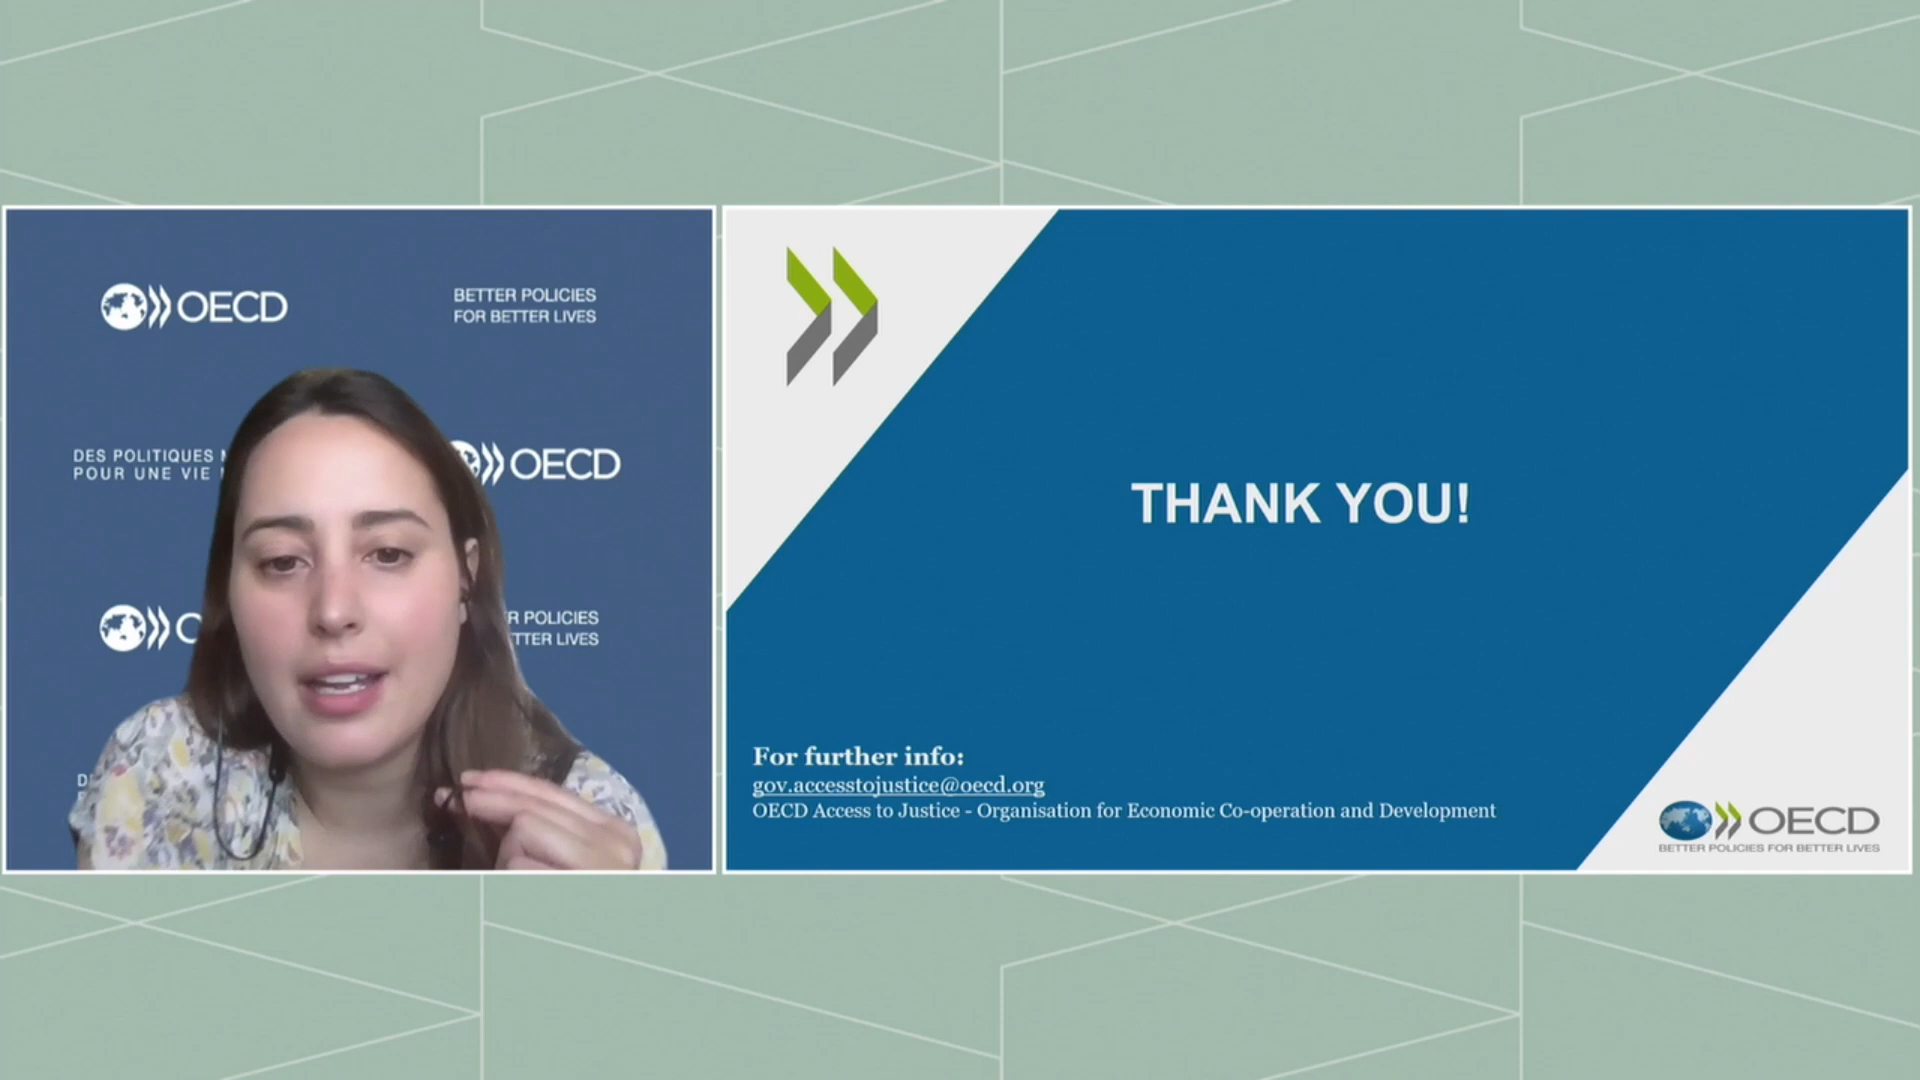 OECD
BETTER POLICIES
FOR BETTER LIVES
DES POLITIQUES
POUR UNE VIE
OECD
POLICIES
LIVES
THANK YOU!
For further info:
gov.accesstojustice@oecd.org
OECD Access to Justice - Organisation for Economic Co-operation and Development
OECD
BETTER POLICIES FOR BETTER LIVES